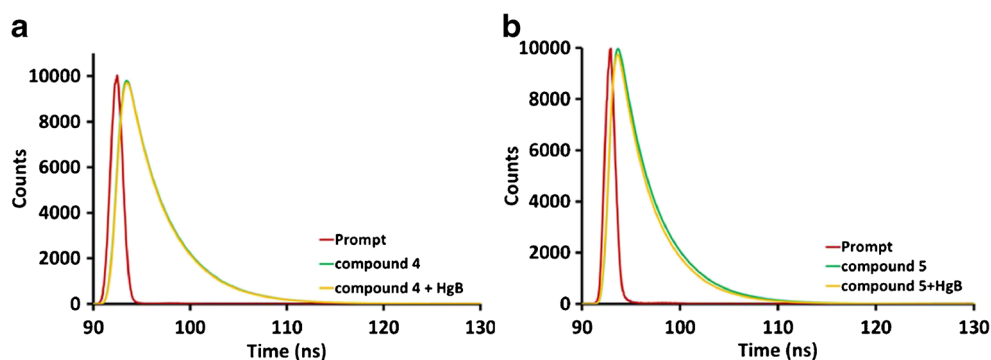 a
Counts
10000
8000
6000
4000
2000
0
90
100
110
120
130
Time (ns)
Prompt
compound 4
compound 4 + HgB
b
Counts
10000
8000
6000
4000
2000
0
90
100
110
120
130
Time (ns)
Prompt
compound 5
compound 5+HgB